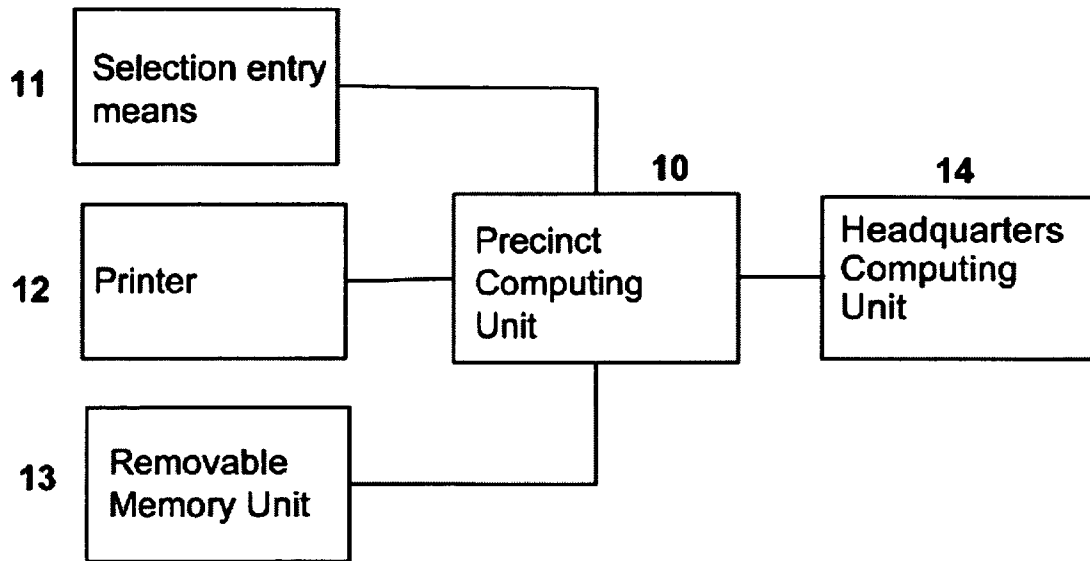 11
Selection entry
means
10
14
Precinct
Computing
Unit
Headquarters
Computing
Unit
12
Printer
13
Removable
Memory Unit